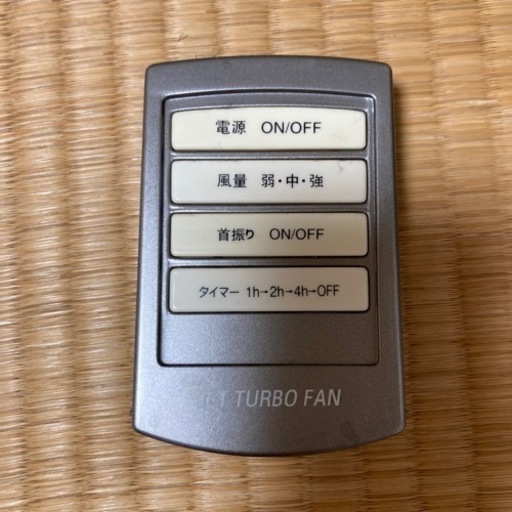 電源 ON/OFF
風量 弱・中・強
首振り ON/OFF
タイマー 1h→2h→4h→OFF
TURBO FAN